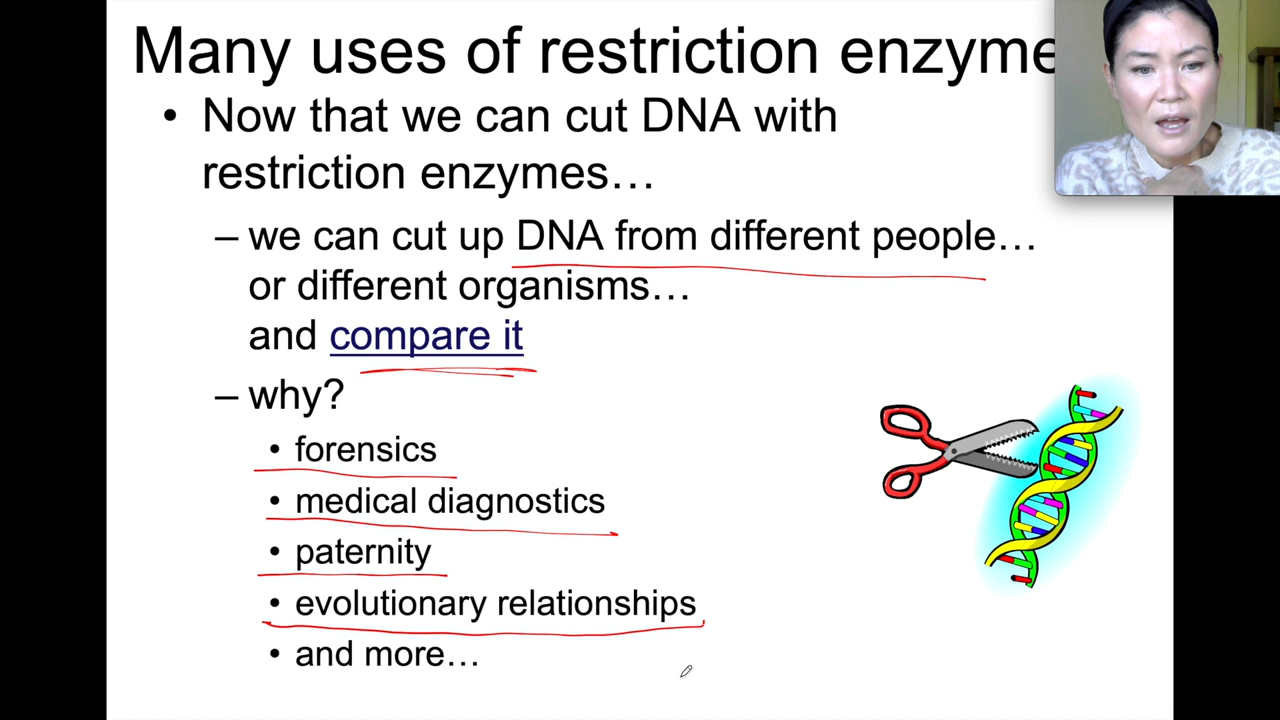 Many uses of restriction enzyme
• Now that we can cut DNA with
restriction enzymes…
– we can cut up DNA from different people…
or different organisms…
and compare it
– why?
• forensics
• medical diagnostics
• paternity
• evolutionary relationships
• and more…